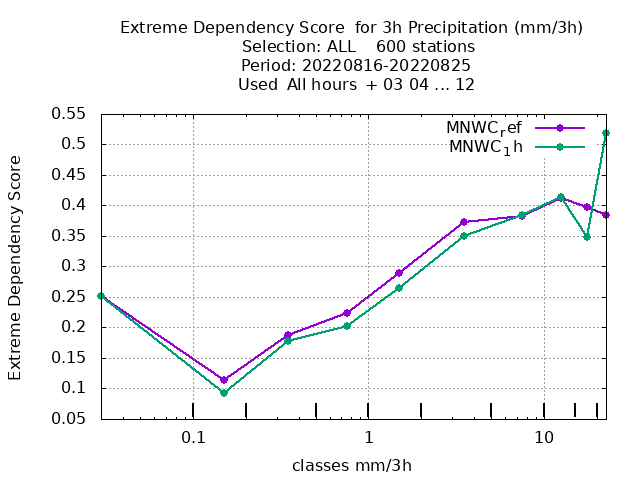 Extreme Dependency Score  for 3h Precipitation (mm/3h)
Selection: ALL    600 stations
Period: 20220816-20220825
Used  All hours  + 03 04 ... 12
MNWC_ref
MNWC_1h
0.55
0.5
0.45
0.4
0.35
0.3
0.25
0.2
0.15
0.1
0.05
Extreme Dependency Score
0.1 1 10
classes mm/3h